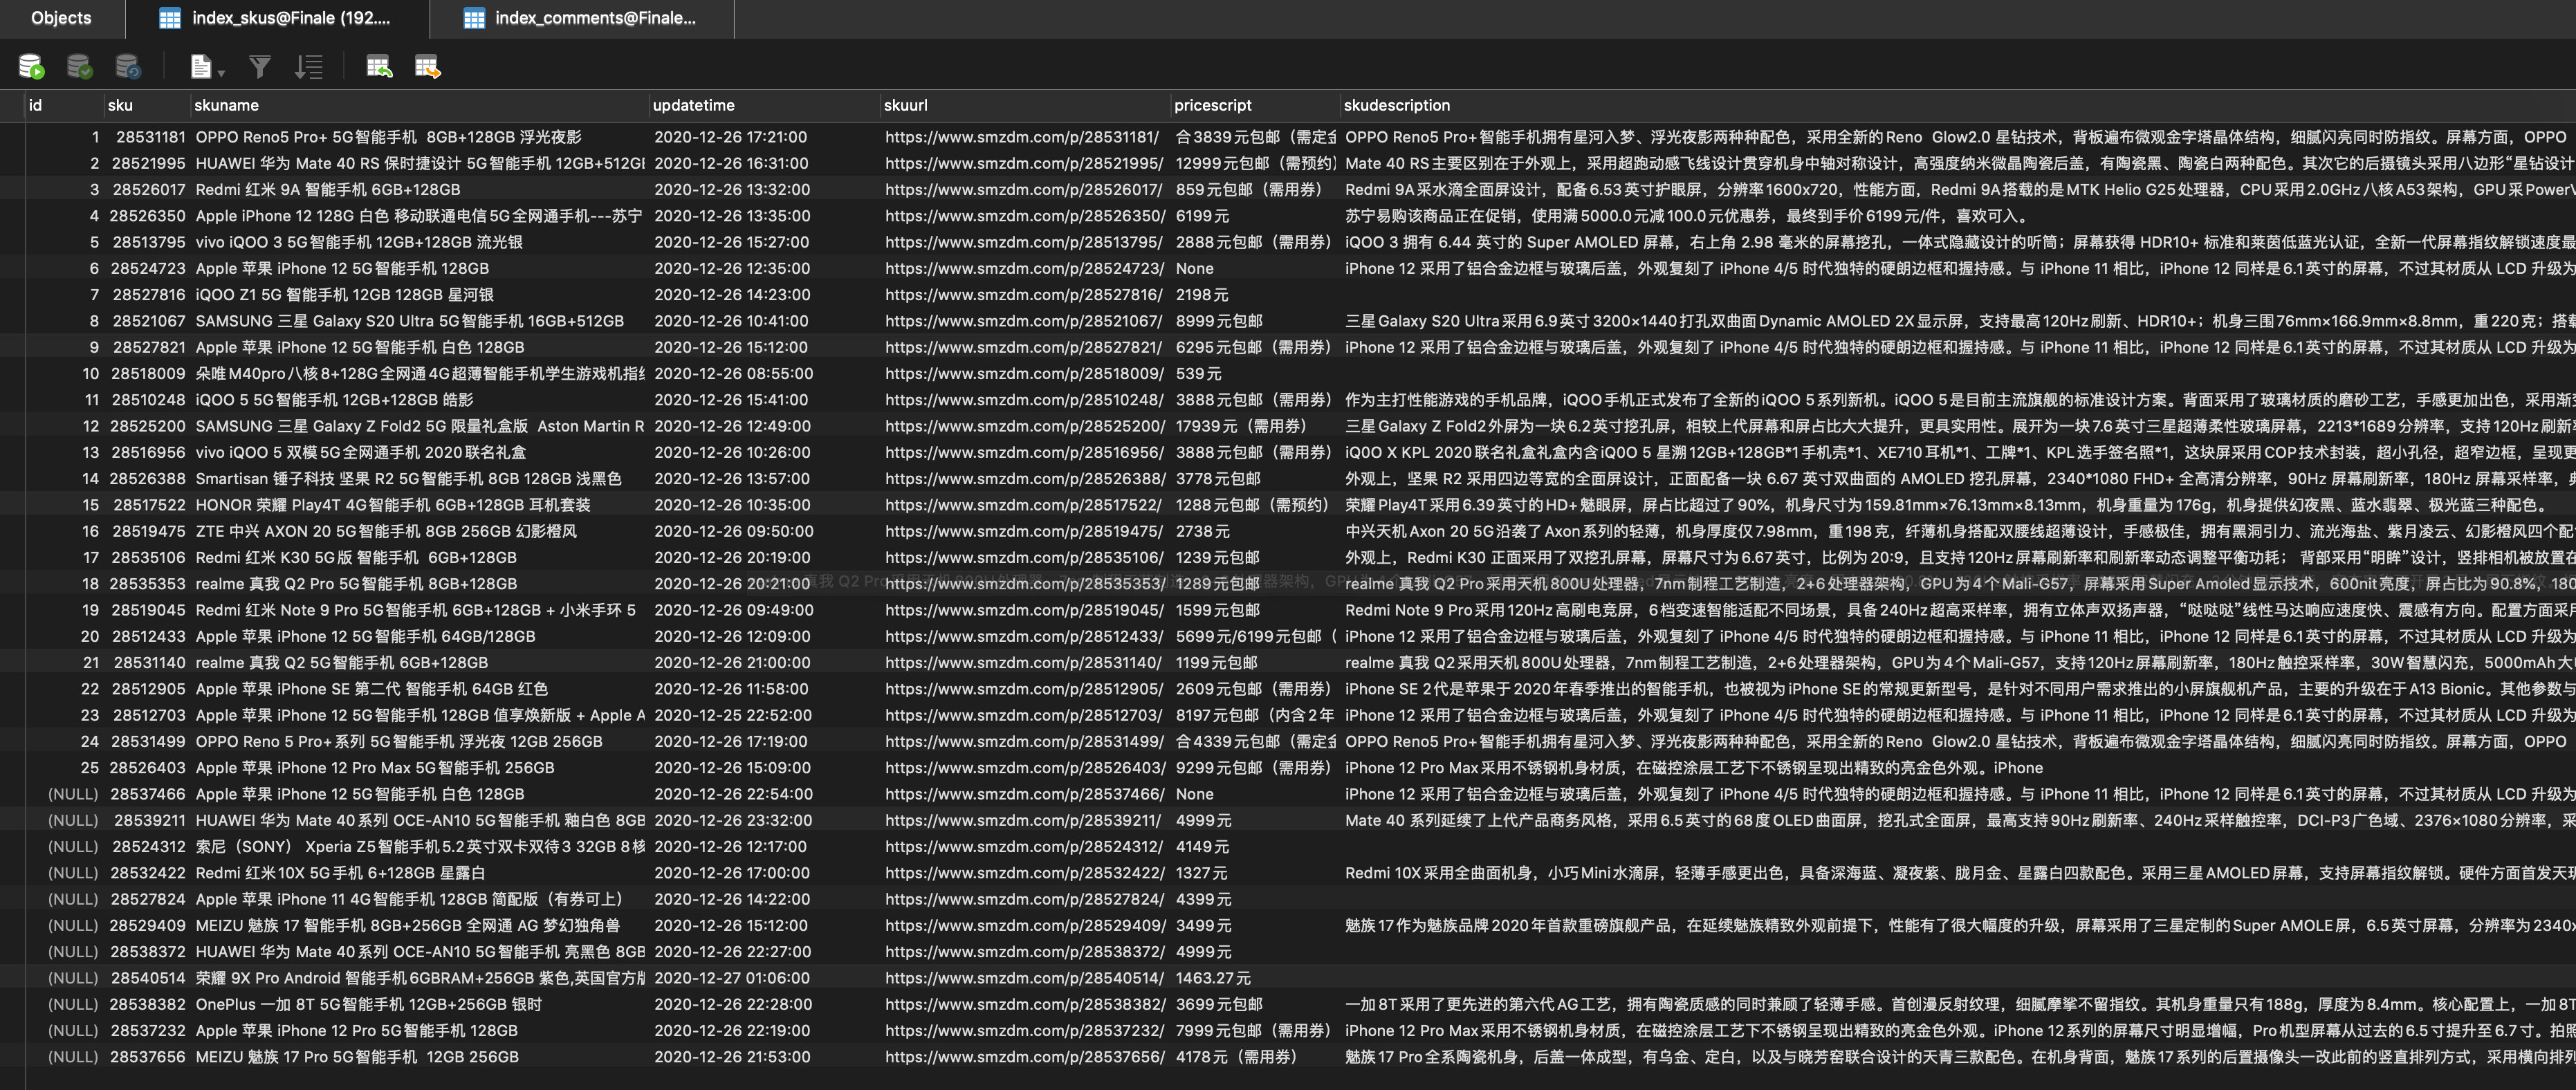 Objects index_skus@Finale (192.... index_comments@Finale...
id sku skuname updatetime skuurl pricescript skudescription
1 28531181 OPPO Reno5 Pro+ 5G智能手机 8GB+128GB 浮光夜影 2020-12-26 17:21:00 https://www.smzdm.com/p/28531181/ 合3839元包邮（需定金 OPPO Reno5 Pro+智能手机拥有星河入梦、浮光夜影两种种配色，采用全新的Reno Glow2.0 星钻技术，背板遍布微观金字塔晶体结构，细腻闪亮同时防指纹。屏幕方面，OPPO
2 28521995 HUAWEI 华为 Mate 40 RS 保时捷设计 5G智能手机 12GB+512GB 2020-12-26 16:31:00 https://www.smzdm.com/p/28521995/ 12999元包邮（需预约） Mate 40 RS主要区别在于外观上，采用超跑动感飞线设计贯穿机身中轴对称设计，高强度纳米微晶陶瓷后盖，有陶瓷黑、陶瓷白两种配色。其次它的后摄镜头采用八边形“星钻设计
3 28526017 Redmi 红米 9A 智能手机 6GB+128GB 2020-12-26 13:32:00 https://www.smzdm.com/p/28526017/ 859元包邮（需用券） Redmi 9A采水滴全面屏设计，配备6.53英寸护眼屏，分辨率1600x720，性能方面，Redmi 9A搭载的是MTK Helio G25处理器，CPU采用2.0GHz八核A53架构，GPU采PowerV
4 28526350 Apple iPhone 12 128G 白色 移动联通电信5G全网通手机---苏宁 2020-12-26 13:35:00 https://www.smzdm.com/p/28526350/ 6199元 苏宁易购该商品正在促销，使用满5000.0元减100.0元优惠券，最终到手价6199元/件，喜欢可入。
5 28513795 vivo iQOO 3 5G智能手机 12GB+128GB 流光银 2020-12-26 15:27:00 https://www.smzdm.com/p/28513795/ 2888元包邮（需用券） iQOO 3 拥有 6.44 英寸的 Super AMOLED 屏幕，右上角 2.98 毫米的屏幕挖孔，一体式隐藏设计的听筒；屏幕获得 HDR10+ 标准和莱茵低蓝光认证，全新一代屏幕指纹解锁速度最
6 28524723 Apple 苹果 iPhone 12 5G智能手机 128GB 2020-12-26 12:35:00 https://www.smzdm.com/p/28524723/ None iPhone 12 采用了铝合金边框与玻璃后盖，外观复刻了 iPhone 4/5 时代独特的硬朗边框和握持感。与 iPhone 11 相比，iPhone 12 同样是6.1英寸的屏幕，不过其材质从 LCD 升级为
7 28527816 iQOO Z1 5G 智能手机 12GB 128GB 星河银 2020-12-26 14:23:00 https://www.smzdm.com/p/28527816/ 2198元
8 28521067 SAMSUNG 三星 Galaxy S20 Ultra 5G智能手机 16GB+512GB 2020-12-26 10:41:00 https://www.smzdm.com/p/28521067/ 8999元包邮 三星Galaxy S20 Ultra采用6.9英寸3200×1440打孔双曲面Dynamic AMOLED 2X显示屏，支持最高120Hz刷新、HDR10+；机身三围76mm×166.9mm×8.8mm，重220克；搭载
9 28527821 Apple 苹果 iPhone 12 5G智能手机 白色 128GB 2020-12-26 15:12:00 https://www.smzdm.com/p/28527821/ 6295元包邮（需用券） iPhone 12 采用了铝合金边框与玻璃后盖，外观复刻了 iPhone 4/5 时代独特的硬朗边框和握持感。与 iPhone 11 相比，iPhone 12 同样是6.1英寸的屏幕，不过其材质从 LCD 升级为
10 28518009 朵唯M40pro八核8+128G全网通4G超薄智能手机学生游戏机指纹 2020-12-26 08:55:00 https://www.smzdm.com/p/28518009/ 539元
11 28510248 iQOO 5 5G智能手机 12GB+128GB 皓影 2020-12-26 15:41:00 https://www.smzdm.com/p/28510248/ 3888元包邮（需用券） 作为主打性能游戏的手机品牌，iQOO手机正式发布了全新的iQOO 5系列新机。iQOO 5是目前主流旗舰的标准设计方案。背面采用了玻璃材质的磨砂工艺，手感更加出色，采用渐变
12 28525200 SAMSUNG 三星 Galaxy Z Fold2 5G 限量礼盒版 Aston Martin R 2020-12-26 12:49:00 https://www.smzdm.com/p/28525200/ 17939元（需用券） 三星Galaxy Z Fold2外屏为一块6.2英寸挖孔屏，相较上代屏幕和屏占比大大提升，更具实用性。展开为一块7.6英寸三星超薄柔性玻璃屏幕，2213*1689分辨率，支持120Hz刷新率
13 28516956 vivo iQOO 5 双模5G全网通手机 2020联名礼盒 2020-12-26 10:26:00 https://www.smzdm.com/p/28516956/ 3888元包邮（需用券） iQ0O X KPL 2020联名礼盒礼盒内含iQ0O 5 星溯12GB+128GB*1手机壳*1、XE710耳机*1、工牌*1、KPL选手签名照*1，这块屏采用COP技术封装，超小孔径，超窄边框，呈现更
14 28526388 Smartisan 锤子科技 坚果 R2 5G智能手机 8GB 128GB 浅黑色 2020-12-26 13:57:00 https://www.smzdm.com/p/28526388/ 3778元包邮 外观上，坚果 R2 采用四边等宽的全面屏设计，正面配备一块 6.67 英寸双曲面的 AMOLED 挖孔屏幕，2340*1080 FHD+ 全高清分辨率，90Hz 屏幕刷新率，180Hz 屏幕采样率，典
15 28517522 HONOR 荣耀 Play4T 4G智能手机 6GB+128GB 耳机套装 2020-12-26 10:35:00 https://www.smzdm.com/p/28517522/ 1288元包邮（需预约） 荣耀Play4T采用6.39英寸的HD+魅眼屏，屏占比超过了90%，机身尺寸为159.81mm×76.13mm×8.13mm，机身重量为176g，机身提供幻夜黑、蓝水翡翠、极光蓝三种配色。
16 28519475 ZTE 中兴 AXON 20 5G智能手机 8GB 256GB 幻影橙风 2020-12-26 09:50:00 https://www.smzdm.com/p/28519475/ 2738元 中兴天机Axon 20 5G沿袭了Axon系列的轻薄，机身厚度仅7.98mm，重198克，纤薄机身搭配双腰线超薄设计，手感极佳，拥有黑洞引力、流光海盐、紫月凌云、幻影橙风四个配
17 28535106 Redmi 红米 K30 5G版 智能手机 6GB+128GB 2020-12-26 20:19:00 https://www.smzdm.com/p/28535106/ 1239元包邮 外观上，Redmi K30 正面采用了双挖孔屏幕，屏幕尺寸为6.67英寸，比例为20:9，且支持120Hz屏幕刷新率和刷新率动态调整平衡功耗； 背部采用“明眸”设计，竖排相机被放置在
18 28535353 realme 真我 Q2 Pro 5G智能手机 8GB+128GB 2020-12-26 20:21:00 https://www.smzdm.com/p/28535353/ 1289元包邮 realme 真我 Q2 Pro采用天机800U处理器，7nm制程工艺制造，2+6处理器架构，GPU为4个Mali-G57，屏幕采用Super Amoled显示技术，600nit亮度，屏占比为90.8%，180
19 28519045 Redmi 红米 Note 9 Pro 5G智能手机 6GB+128GB + 小米手环 5 2020-12-26 09:49:00 https://www.smzdm.com/p/28519045/ 1599元包邮 Redmi Note 9 Pro采用120Hz高刷电竞屏，6档变速智能适配不同场景，具备240Hz超高采样率，拥有立体声双扬声器，“哒哒哒”线性马达响应速度快、震感有方向。配置方面采用
20 28512433 Apple 苹果 iPhone 12 5G智能手机 64GB/128GB 2020-12-26 12:09:00 https://www.smzdm.com/p/28512433/ 5699元/6199元包邮（ iPhone 12 采用了铝合金边框与玻璃后盖，外观复刻了 iPhone 4/5 时代独特的硬朗边框和握持感。与 iPhone 11 相比，iPhone 12 同样是6.1英寸的屏幕，不过其材质从 LCD 升级为
21 28531140 realme 真我 Q2 5G智能手机 6GB+128GB 2020-12-26 21:00:00 https://www.smzdm.com/p/28531140/ 1199元包邮 realme 真我 Q2采用天机800U处理器，7nm制程工艺制造，2+6处理器架构，GPU为4个Mali-G57，支持120Hz屏幕刷新率，180Hz触控采样率，30W智慧闪充，5000mAh大
22 28512905 Apple 苹果 iPhone SE 第二代 智能手机 64GB 红色 2020-12-26 11:58:00 https://www.smzdm.com/p/28512905/ 2609元包邮（需用券） iPhone SE 2代是苹果于2020年春季推出的智能手机，也被视为iPhone SE的常规更新型号，是针对不同用户需求推出的小屏旗舰机产品，主要的升级在于A13 Bionic。其他参数与
23 28512703 Apple 苹果 iPhone 12 5G智能手机 128GB 值享焕新版 + Apple A 2020-12-25 22:52:00 https://www.smzdm.com/p/28512703/ 8197元包邮（内含2年 iPhone 12 采用了铝合金边框与玻璃后盖，外观复刻了 iPhone 4/5 时代独特的硬朗边框和握持感。与 iPhone 11 相比，iPhone 12 同样是6.1英寸的屏幕，不过其材质从 LCD 升级为
24 28531499 OPPO Reno 5 Pro+系列 5G智能手机 浮光夜 12GB 256GB 2020-12-26 17:19:00 https://www.smzdm.com/p/28531499/ 合4339元包邮（需定金 OPPO Reno5 Pro+智能手机拥有星河入梦、浮光夜影两种种配色，采用全新的Reno Glow2.0 星钻技术，背板遍布微观金字塔晶体结构，细腻闪亮同时防指纹。屏幕方面，OPPO
25 28526403 Apple 苹果 iPhone 12 Pro Max 5G智能手机 256GB 2020-12-26 15:09:00 https://www.smzdm.com/p/28526403/ 9299元包邮（需用券） iPhone 12 Pro Max采用不锈钢机身材质，在磁控涂层工艺下不锈钢呈现出精致的亮金色外观。iPhone
(NULL) 28537466 Apple 苹果 iPhone 12 5G智能手机 白色 128GB 2020-12-26 22:54:00 https://www.smzdm.com/p/28537466/ None iPhone 12 采用了铝合金边框与玻璃后盖，外观复刻了 iPhone 4/5 时代独特的硬朗边框和握持感。与 iPhone 11 相比，iPhone 12 同样是6.1英寸的屏幕，不过其材质从 LCD 升级为
(NULL) 28539211 HUAWEI 华为 Mate 40系列 OCE-AN10 5G智能手机 釉白色 8GB 2020-12-26 23:32:00 https://www.smzdm.com/p/28539211/ 4999元 Mate 40 系列延续了上代产品商务风格，采用6.5英寸的68度OLED曲面屏，挖孔式全面屏，最高支持90Hz刷新率、240Hz采样触控率，DCI-P3广色域、2376×1080分辨率，采
(NULL) 28524312 索尼（SONY） Xperia Z5智能手机5.2英寸双卡双待3 32GB 8核 2020-12-26 12:17:00 https://www.smzdm.com/p/28524312/ 4149元
(NULL) 28532422 Redmi 红米10X 5G手机 6+128GB 星露白 2020-12-26 17:00:00 https://www.smzdm.com/p/28532422/ 1327元 Redmi 10X采用全曲面机身，小巧Mini水滴屏，轻薄手感更出色，具备深海蓝、凝夜紫、胧月金、星露白四款配色。采用三星AMOLED屏幕，支持屏幕指纹解锁。硬件方面首发天玑
(NULL) 28527824 Apple 苹果 iPhone 11 4G智能手机 128GB 简配版（有券可上） 2020-12-26 14:22:00 https://www.smzdm.com/p/28527824/ 4399元
(NULL) 28529409 MEIZU 魅族 17 智能手机 8GB+256GB 全网通 AG 梦幻独角兽 2020-12-26 15:12:00 https://www.smzdm.com/p/28529409/ 3499元 魅族17作为魅族品牌2020年首款重磅旗舰产品，在延续魅族精致外观前提下，性能有了很大幅度的升级，屏幕采用了三星定制的Super AMOLE屏，6.5英寸屏幕，分辨率为2340x
(NULL) 28538372 HUAWEI 华为 Mate 40系列 OCE-AN10 5G智能手机 亮黑色 8GB 2020-12-26 22:27:00 https://www.smzdm.com/p/28538372/ 4999元
(NULL) 28540514 荣耀 9X Pro Android 智能手机6GBRAM+256GB 紫色,英国官方版 2020-12-27 01:06:00 https://www.smzdm.com/p/28540514/ 1463.27元
(NULL) 28538382 OnePlus 一加 8T 5G智能手机 12GB+256GB 银时 2020-12-26 22:28:00 https://www.smzdm.com/p/28538382/ 3699元包邮 一加8T采用了更先进的第六代AG工艺，拥有陶瓷质感的同时兼顾了轻薄手感。首创漫反射纹理，细腻摩挲不留指纹。其机身重量只有188g，厚度为8.4mm。核心配置上，一加8T
(NULL) 28537232 Apple 苹果 iPhone 12 Pro 5G智能手机 128GB 2020-12-26 22:19:00 https://www.smzdm.com/p/28537232/ 7999元包邮（需用券） iPhone 12 Pro Max采用不锈钢机身材质，在磁控涂层工艺下不锈钢呈现出精致的亮金色外观。iPhone 12系列的屏幕尺寸明显增幅，Pro机型屏幕从过去的6.5寸提升至6.7寸。拍照
(NULL) 28537656 MEIZU 魅族 17 Pro 5G智能手机 12GB 256GB 2020-12-26 21:53:00 https://www.smzdm.com/p/28537656/ 4178元（需用券） 魅族17 Pro全系陶瓷机身，后盖一体成型，有乌金、定白，以及与晓芳窑联合设计的天青三款配色。在机身背面，魅族17系列的后置摄像头一改此前的竖直排列方式，采用横向排列